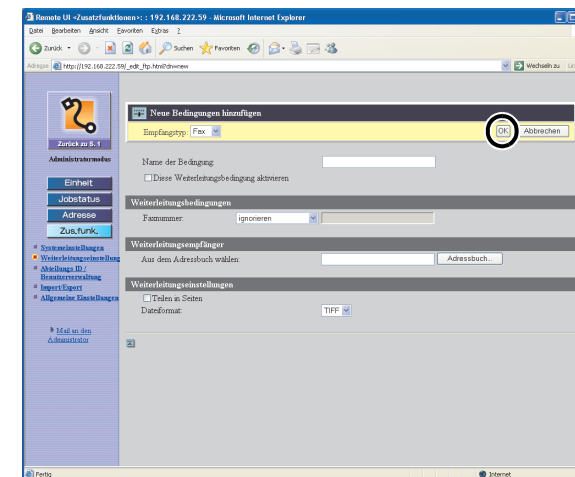 Remote UI <Zusatzfunktionen>: : 192.168.222.59 - Microsoft Internet Explorer
Datei Bearbeiten Ansicht Favoriten Extras ?
Zurück Suchen Favoriten
Adresse http://192.168.222.59/_edit_ftp.html?dnwnew Wechseln zu
Zurück zu S. 1
Administratormodus
Einheit
Jobstatus
Adresse
Zus.funk.
Systemeinstellungen
Weiterleitungseinstellung
Abteilungs ID /
Benutzerverwaltung
Import/Export
Allgemeine Einstellungen
Mail an den
Administrator
Neue Bedingungen hinzufügen
Empfangstyp: Fax OK Abbrechen
Name der Bedingung:
Diese Weiterleitungsbedingung aktivieren
Weiterleitungsbedingungen
Faxnummer: ignorieren
Weiterleitungsempfänger
Aus dem Adressbuch wählen: Adressbuch...
Weiterleitungseinstellungen
Teilen in Seiten
Dateiformat: TIFF
Fertig Internet